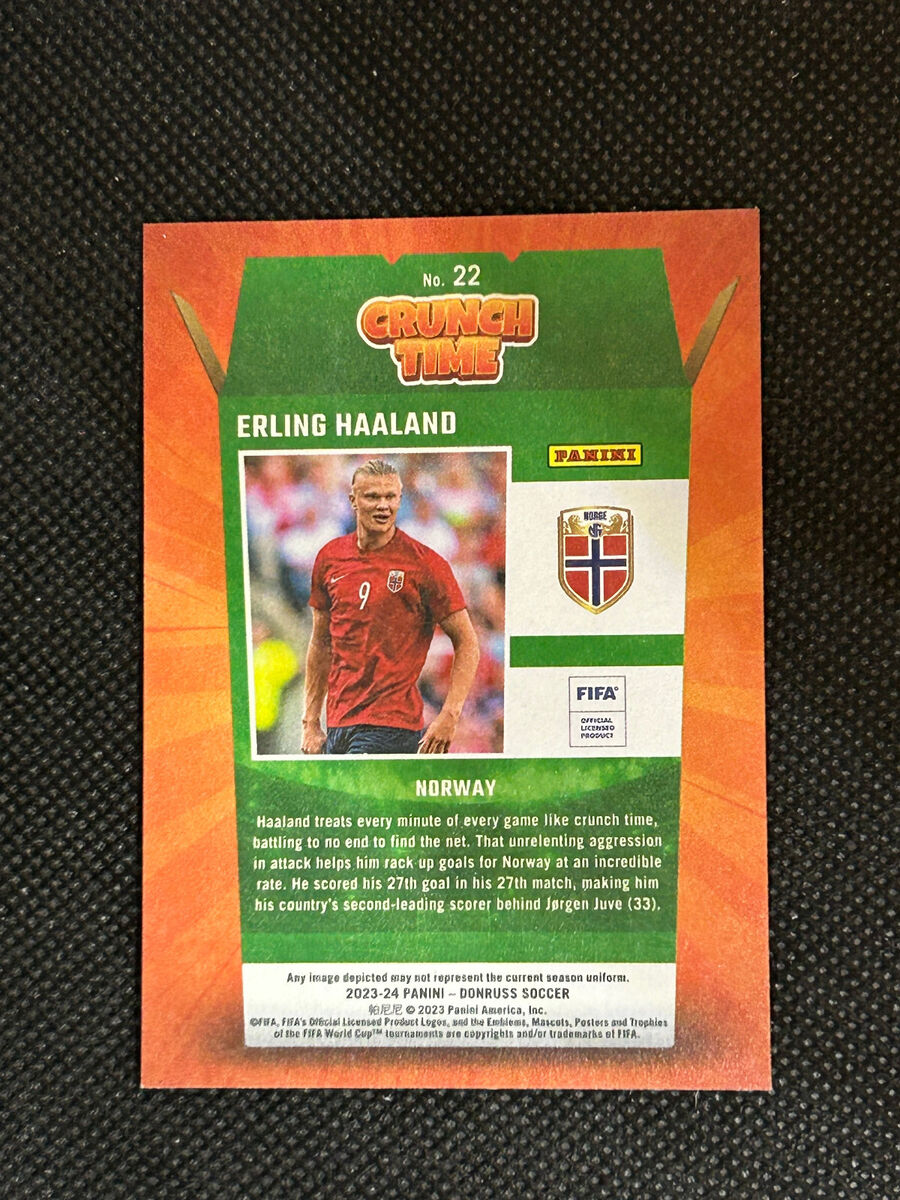 No. 22
CRUNCH
TIME
ERLING HAALAND
PANINI
9
NORGE
FIFA®
OFFICIAL
LICENSED
PRODUCT
NORWAY
Haaland treats every minute of every game like crunch time,
battling to no end to find the net. That unrelenting aggression
in attack helps him rack up goals for Norway at an incredible
rate. He scored his 27th goal in his 27th match, making him
his country's second-leading scorer behind Jørgen Juve (33).
Any image depicted may not represent the current season uniform.
2023-24 PANINI – DONRUSS SOCCER
帕尼尼 © 2023 Panini America, Inc.
©FIFA, FIFA's Official Licensed Product Logos, and the Emblems, Mascots, Posters and Trophies
of the FIFA World Cup™ tournaments are copyrights and/or trademarks of FIFA.